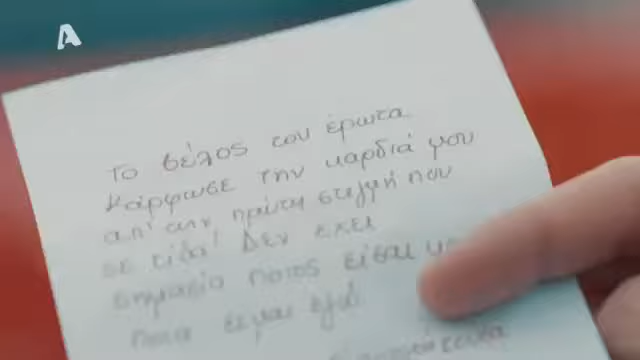 A
Το βέλος του έρωτα
κάρφωσε την καρδιά μου
απ' την πρώτη στιγμή που
σε είδα! Δεν έχει
σημασία ποιος είσαι
ποια είμαι εγώ!